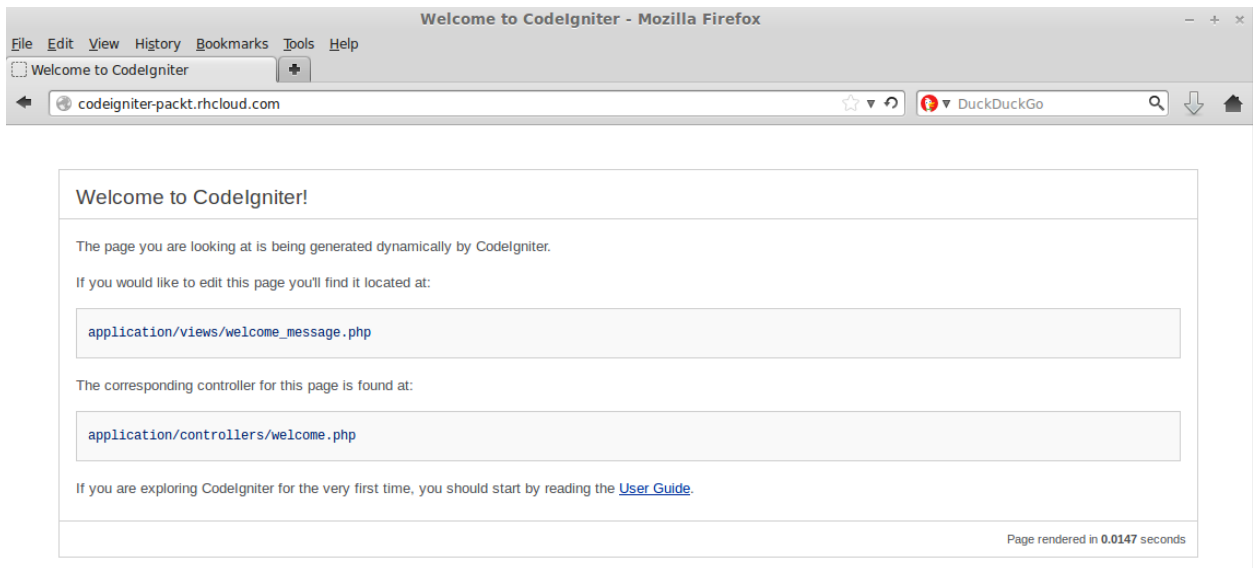 Welcome to CodeIgniter - Mozilla Firefox
File Edit View History Bookmarks Tools Help
Welcome to CodeIgniter
codeigniter-packt.rhcloud.com
DuckDuckGo
Welcome to CodeIgniter!
The page you are looking at is being generated dynamically by CodeIgniter.
If you would like to edit this page you'll find it located at:
application/views/welcome_message.php
The corresponding controller for this page is found at:
application/controllers/welcome.php
If you are exploring CodeIgniter for the very first time, you should start by reading the User Guide.
Page rendered in 0.0147 seconds